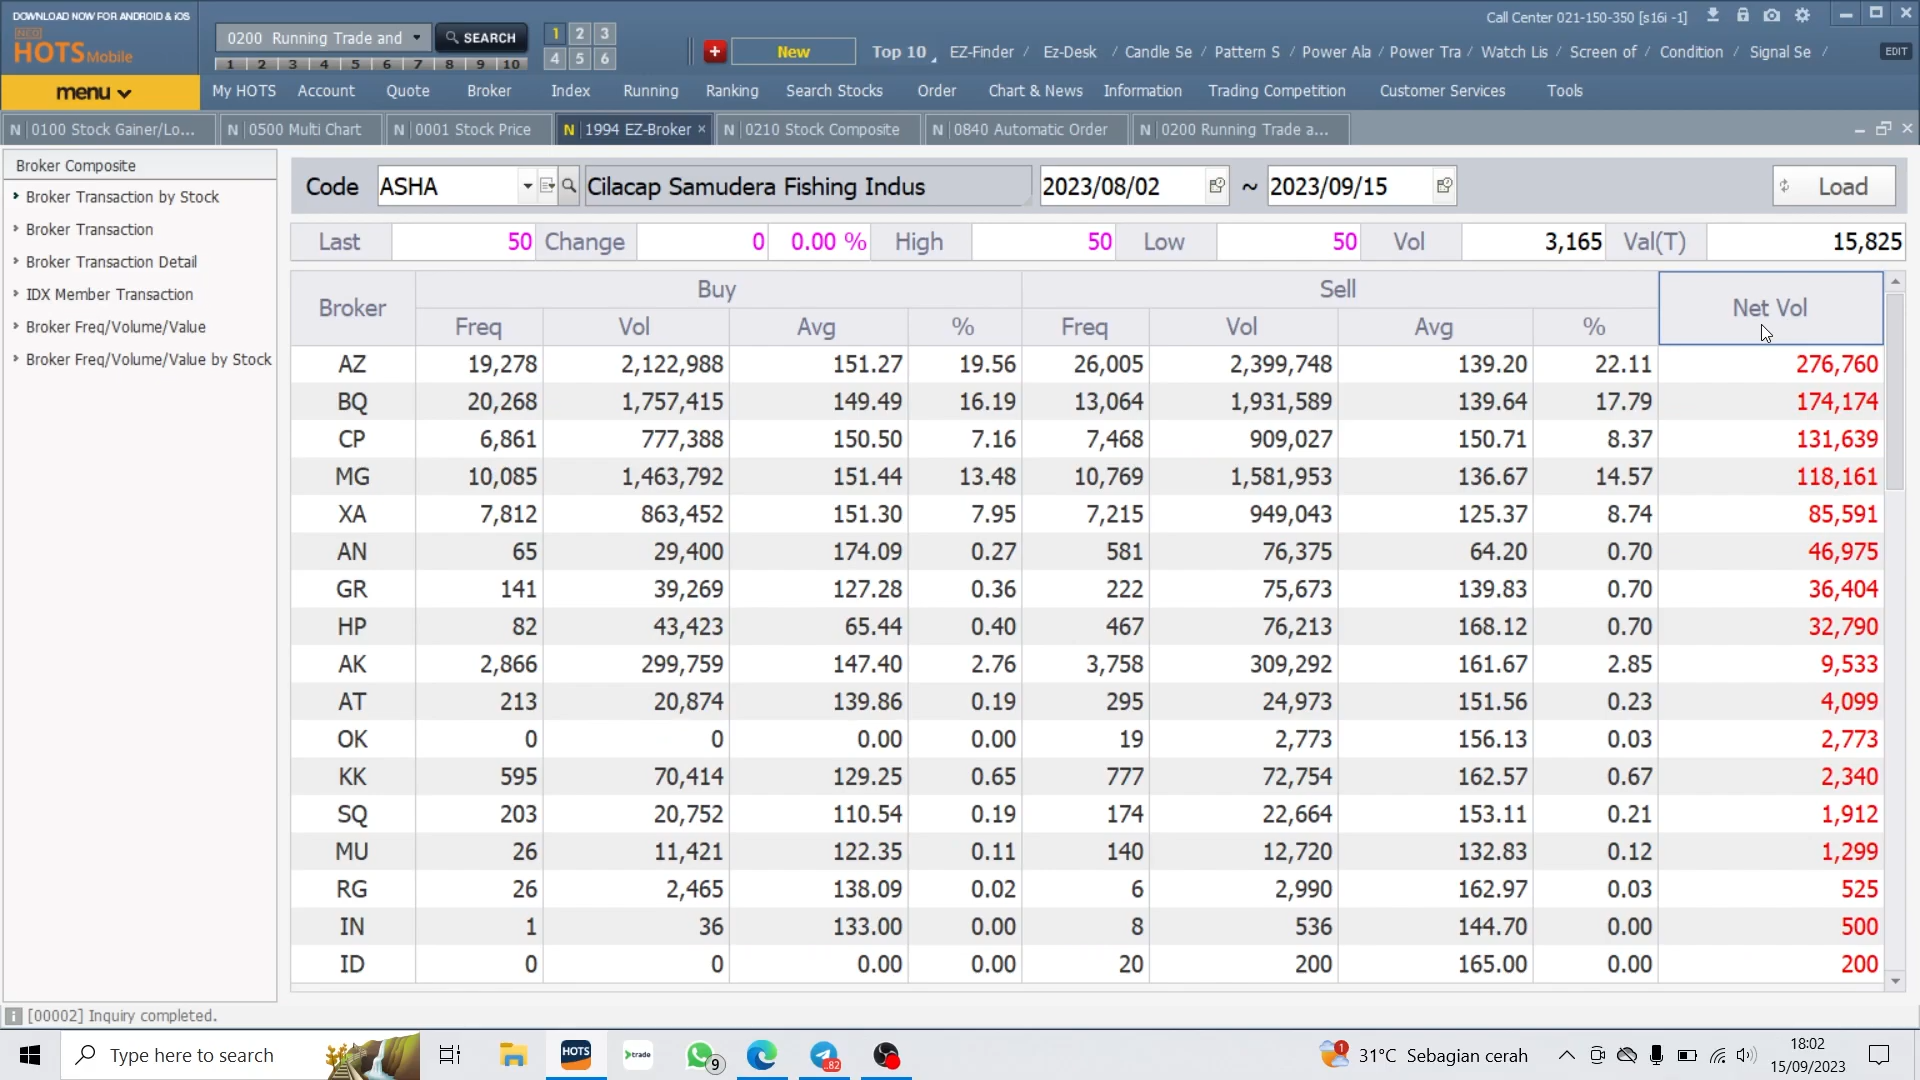 DOWNLOAD NOW FOR ANDROID & iOS
NEO
HOTS Mobile
0200 Running Trade and
SEARCH
1 2 3 4 5 6 7 8 9 10
1 2 3
4 5 6
New
Top 10
EZ-Finder / Ez-Desk / Candle Se / Pattern S / Power Ala / Power Tra / Watch Lis / Screen of / Condition / Signal Se /
Call Center 021-150-350 [s16i -1]
EDIT
menu
My HOTS Account Quote Broker Index Running Ranking Search Stocks Order Chart & News Information Trading Competition Customer Services Tools
N 0100 Stock Gainer/Lo... N 0500 Multi Chart N 0001 Stock Price N 1994 EZ-Broker × N 0210 Stock Composite N 0840 Automatic Order N 0200 Running Trade a...
Broker Composite
Broker Transaction by Stock
Broker Transaction
Broker Transaction Detail
IDX Member Transaction
Broker Freq/Volume/Value
Broker Freq/Volume/Value by Stock
Code ASHA Cilacap Samudera Fishing Indus 2023/08/02 ~ 2023/09/15 Load
Last 50 Change 0 0.00 % High 50 Low 50 Vol 3,165 Val(T) 15,825
Broker Buy Sell Net Vol
Freq Vol Avg % Freq Vol Avg %
AZ 19,278 2,122,988 151.27 19.56 26,005 2,399,748 139.20 22.11 276,760
BQ 20,268 1,757,415 149.49 16.19 13,064 1,931,589 139.64 17.79 174,174
CP 6,861 777,388 150.50 7.16 7,468 909,027 150.71 8.37 131,639
MG 10,085 1,463,792 151.44 13.48 10,769 1,581,953 136.67 14.57 118,161
XA 7,812 863,452 151.30 7.95 7,215 949,043 125.37 8.74 85,591
AN 65 29,400 174.09 0.27 581 76,375 64.20 0.70 46,975
GR 141 39,269 127.28 0.36 222 75,673 139.83 0.70 36,404
HP 82 43,423 65.44 0.40 467 76,213 168.12 0.70 32,790
AK 2,866 299,759 147.40 2.76 3,758 309,292 161.67 2.85 9,533
AT 213 20,874 139.86 0.19 295 24,973 151.56 0.23 4,099
OK 0 0 0.00 0.00 19 2,773 156.13 0.03 2,773
KK 595 70,414 129.25 0.65 777 72,754 162.57 0.67 2,340
SQ 203 20,752 110.54 0.19 174 22,664 153.11 0.21 1,912
MU 26 11,421 122.35 0.11 140 12,720 132.83 0.12 1,299
RG 26 2,465 138.09 0.02 6 2,990 162.97 0.03 525
IN 1 36 133.00 0.00 8 536 144.70 0.00 500
ID 0 0 0.00 0.00 20 200 165.00 0.00 200
[00002] Inquiry completed.
Type here to search
HOTS
trade
9
82
1
31°C Sebagian cerah
18:02
15/09/2023